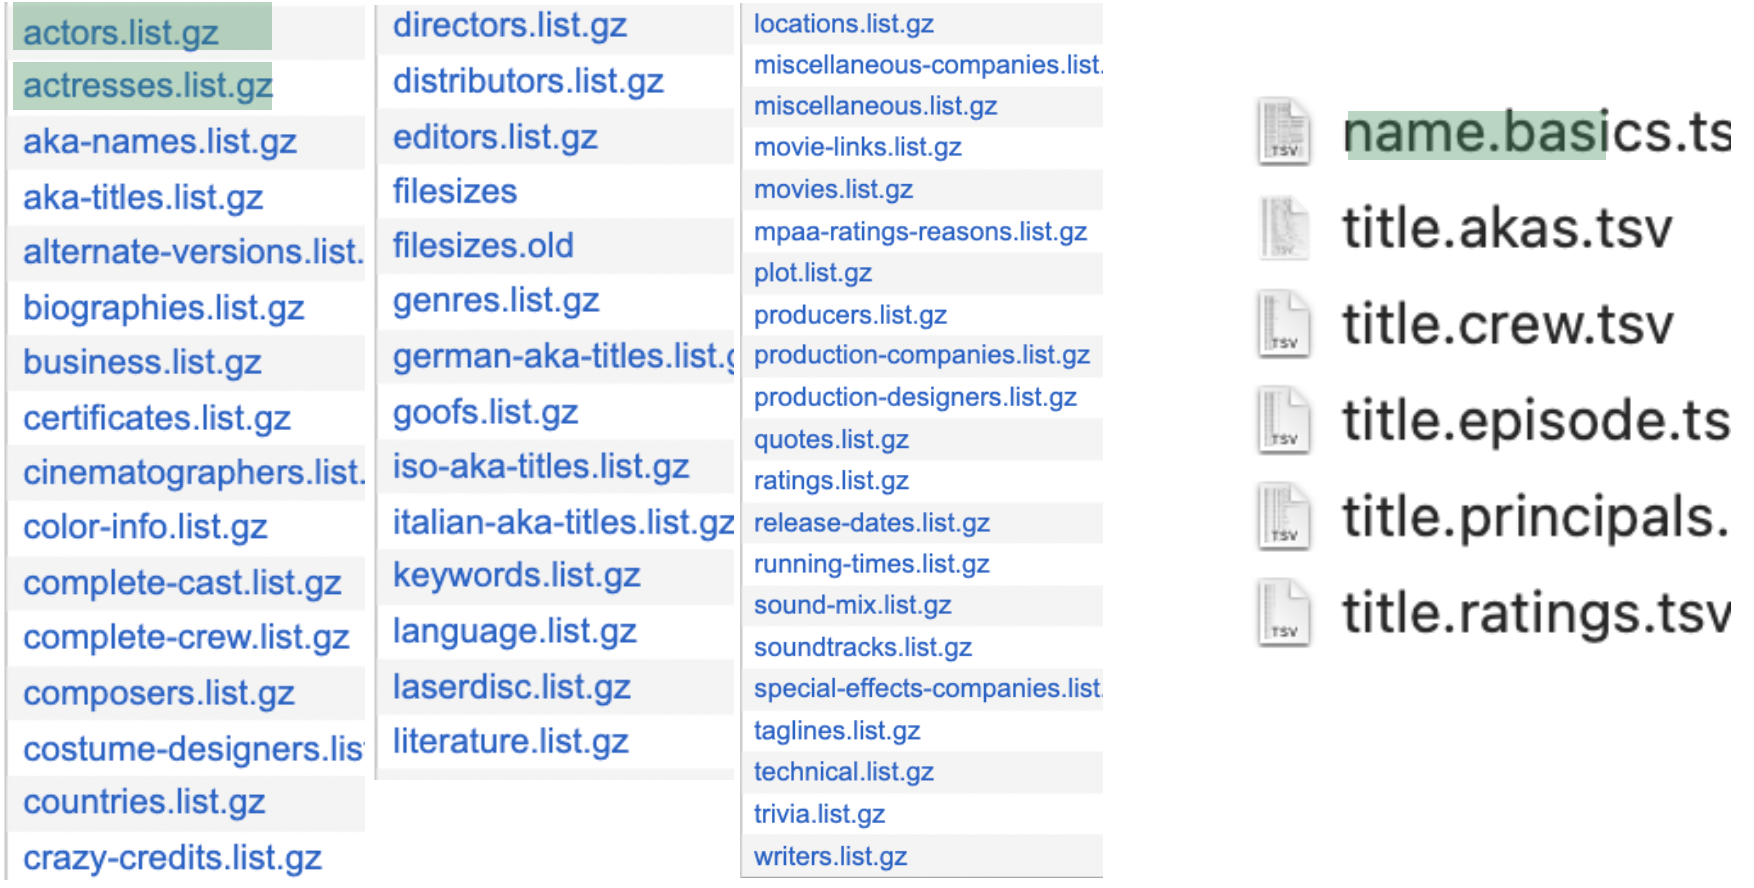 actors.list.gz
actresses.list.gz
aka-names.list.gz
aka-titles.list.gz
alternate-versions.list.
biographies.list.gz
business.list.gz
certificates.list.gz
cinematographers.list.
color-info.list.gz
complete-cast.list.gz
complete-crew.list.gz
composers.list.gz
costume-designers.lis
countries.list.gz
crazy-credits.list.gz
directors.list.gz
distributors.list.gz
editors.list.gz
filesizes
filesizes.old
genres.list.gz
german-aka-titles.list.g
goofs.list.gz
iso-aka-titles.list.gz
italian-aka-titles.list.gz
keywords.list.gz
language.list.gz
laserdisc.list.gz
literature.list.gz
locations.list.gz
miscellaneous-companies.list.
miscellaneous.list.gz
movie-links.list.gz
movies.list.gz
mpaa-ratings-reasons.list.gz
plot.list.gz
producers.list.gz
production-companies.list.gz
production-designers.list.gz
quotes.list.gz
ratings.list.gz
release-dates.list.gz
running-times.list.gz
sound-mix.list.gz
soundtracks.list.gz
special-effects-companies.list.
taglines.list.gz
technical.list.gz
trivia.list.gz
writers.list.gz
TSV name.basics.ts
TSV title.akas.tsv
TSV title.crew.tsv
TSV title.episode.ts
TSV title.principals.
TSV title.ratings.tsv